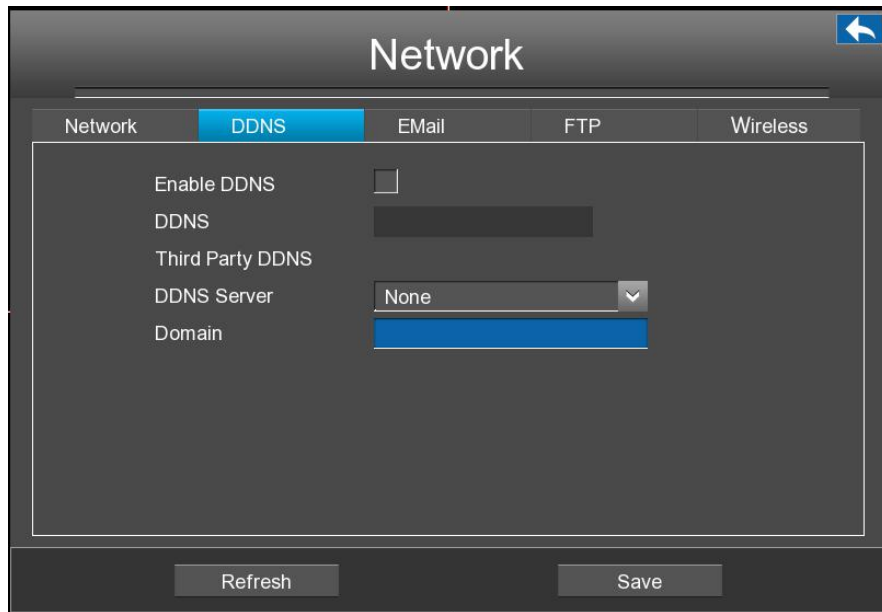 Network
Network DDNS EMail FTP Wireless
Enable DDNS
DDNS
Third Party DDNS
DDNS Server None
Domain
Refresh Save